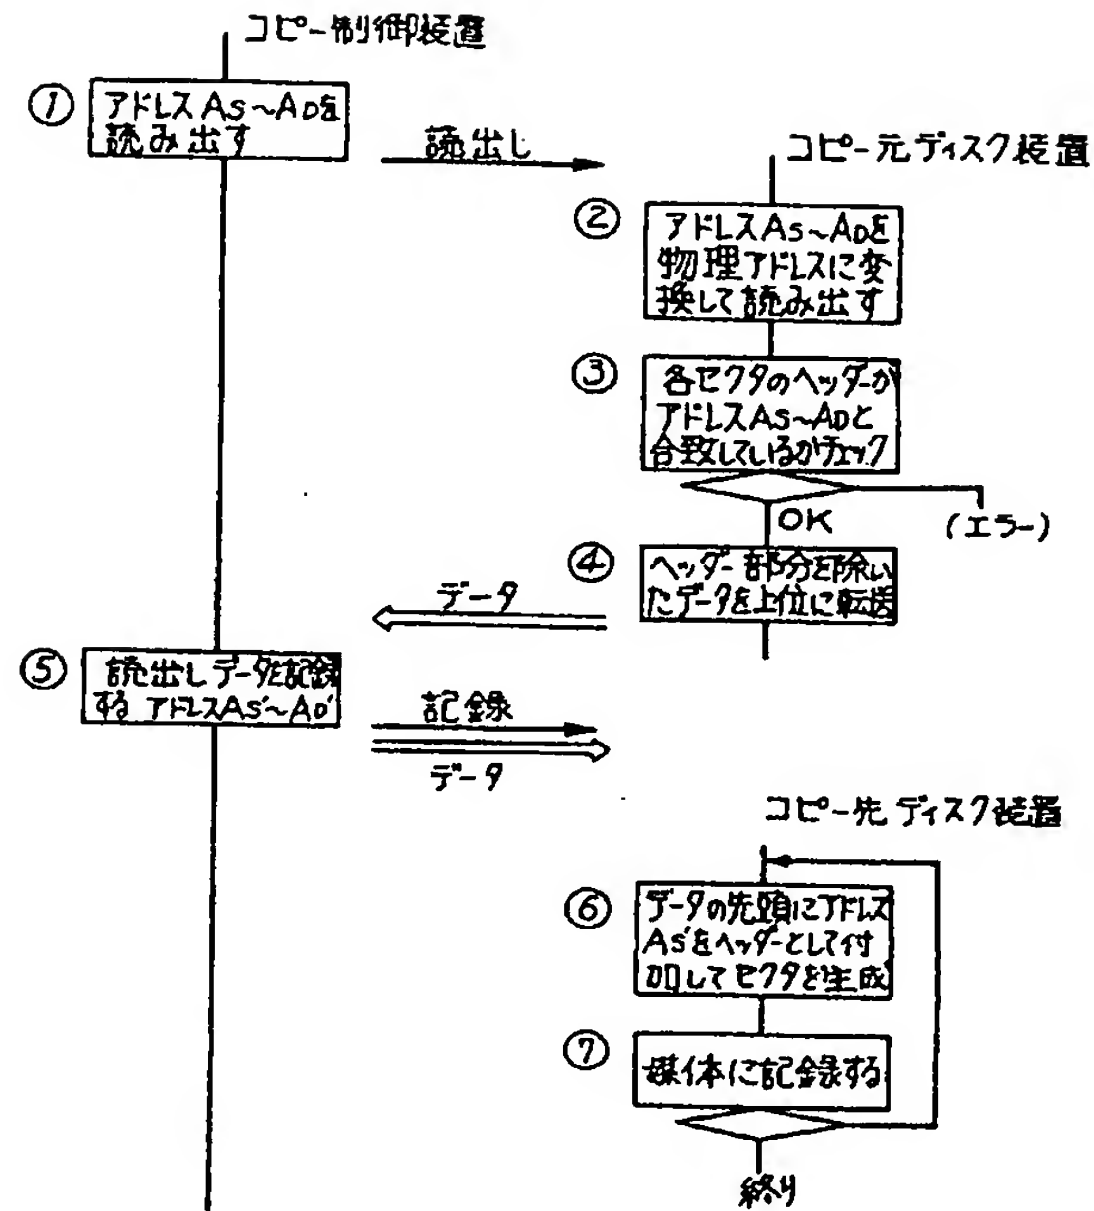 コピー制御装置
①
アドレスAS~ADを
読み出す
読出し
コピー元ディスク装置
②
アドレスAS~ADを
物理アドレスに変
換して読み出す
③
各セクタのヘッダーが
アドレスAS~ADと
合致しているかチェック
OK
(エラー)
④
ヘッダー部分を除い
たデータを上位に転送
データ
⑤
読出しデータを記録
する アドレスAS'~AD'
記録
データ
コピー先ディスク装置
⑥
データの先頭にアドレス
AS'をヘッダーとして付
加してセクタを生成
⑦
媒体に記録する
終り